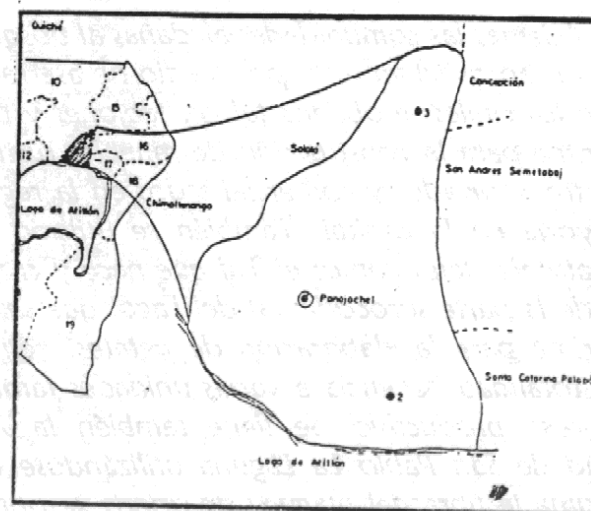 Quiché
10
15
16
12
17
18
Lago de Atitlán
Chimaltenango
19
Sololá
Concepción
3
San Andres Semetabaj
Panajachel
2
Santa Catarina Palopó
Lago de Atitlán